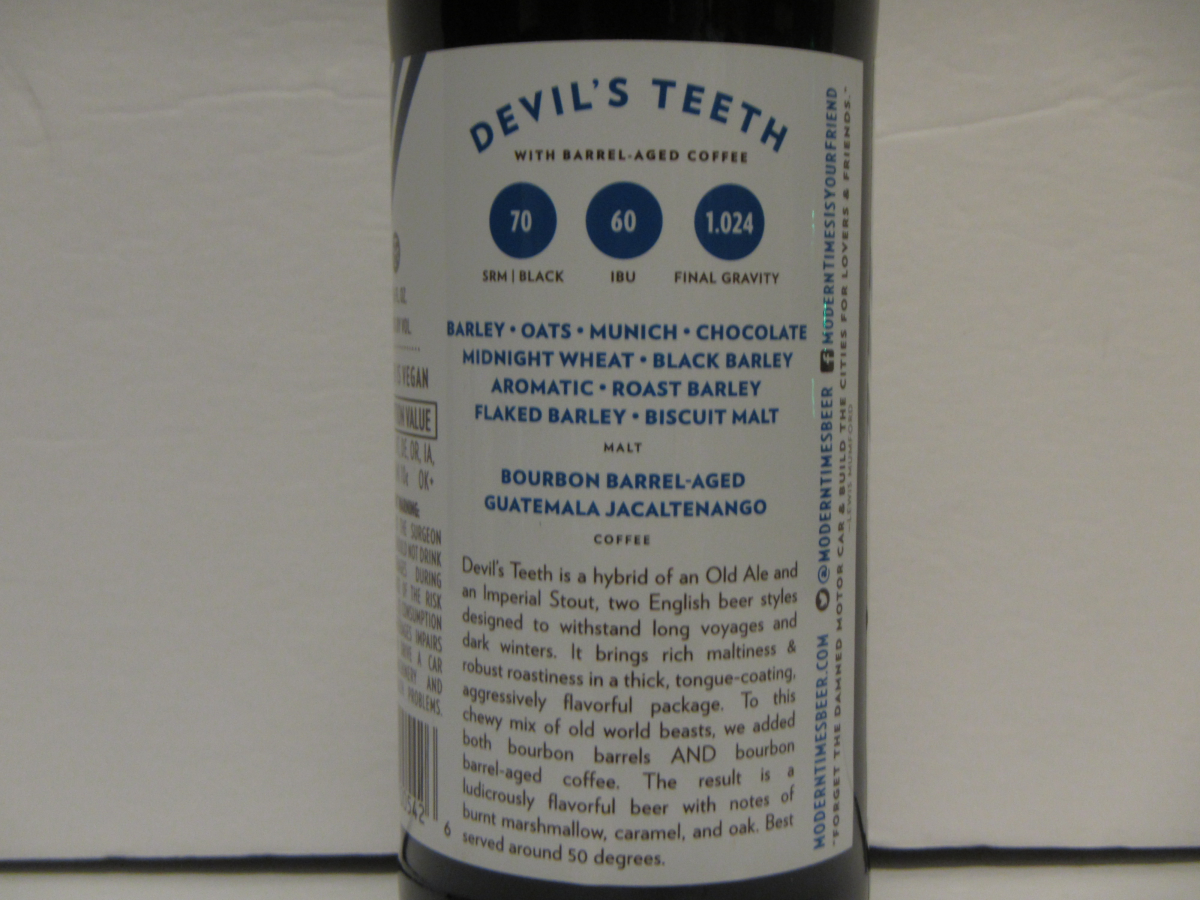 DEVIL'S TEETH
WITH BARREL-AGED COFFEE
70
60
1.024
SRM | BLACK
IBU
FINAL GRAVITY
BARLEY • OATS • MUNICH • CHOCOLATE
MIDNIGHT WHEAT • BLACK BARLEY
AROMATIC • ROAST BARLEY
FLAKED BARLEY • BISCUIT MALT
MALT
BOURBON BARREL-AGED
GUATEMALA JACALTENANGO
COFFEE
Devil's Teeth is a hybrid of an Old Ale and
an Imperial Stout, two English beer styles
designed to withstand long voyages and
dark winters. It brings rich maltiness &
robust roastiness in a thick, tongue-coating,
aggressively flavorful package. To this
chewy mix of old world beasts, we added
both bourbon barrels AND bourbon
barrel-aged coffee. The result is a
ludicrously flavorful beer with notes of
burnt marshmallow, caramel, and oak. Best
served around 50 degrees.
MODERNTIMESBEER.COM @MODERNTIMESBEER MODERNTIMESISYOURFRIEND
"FORGET THE DAMNED MOTOR CAR & BUILD THE CITIES FOR LOVERS & FRIENDS."
-LEWIS MUMFORD
VEGAN
VALUE
OR, IA,
OK+
SURGEON
NOT DRINK
DURING
THE RISK
CONSUMPTION
IMPAIRS
A CAR
AND
PROBLEMS.
6